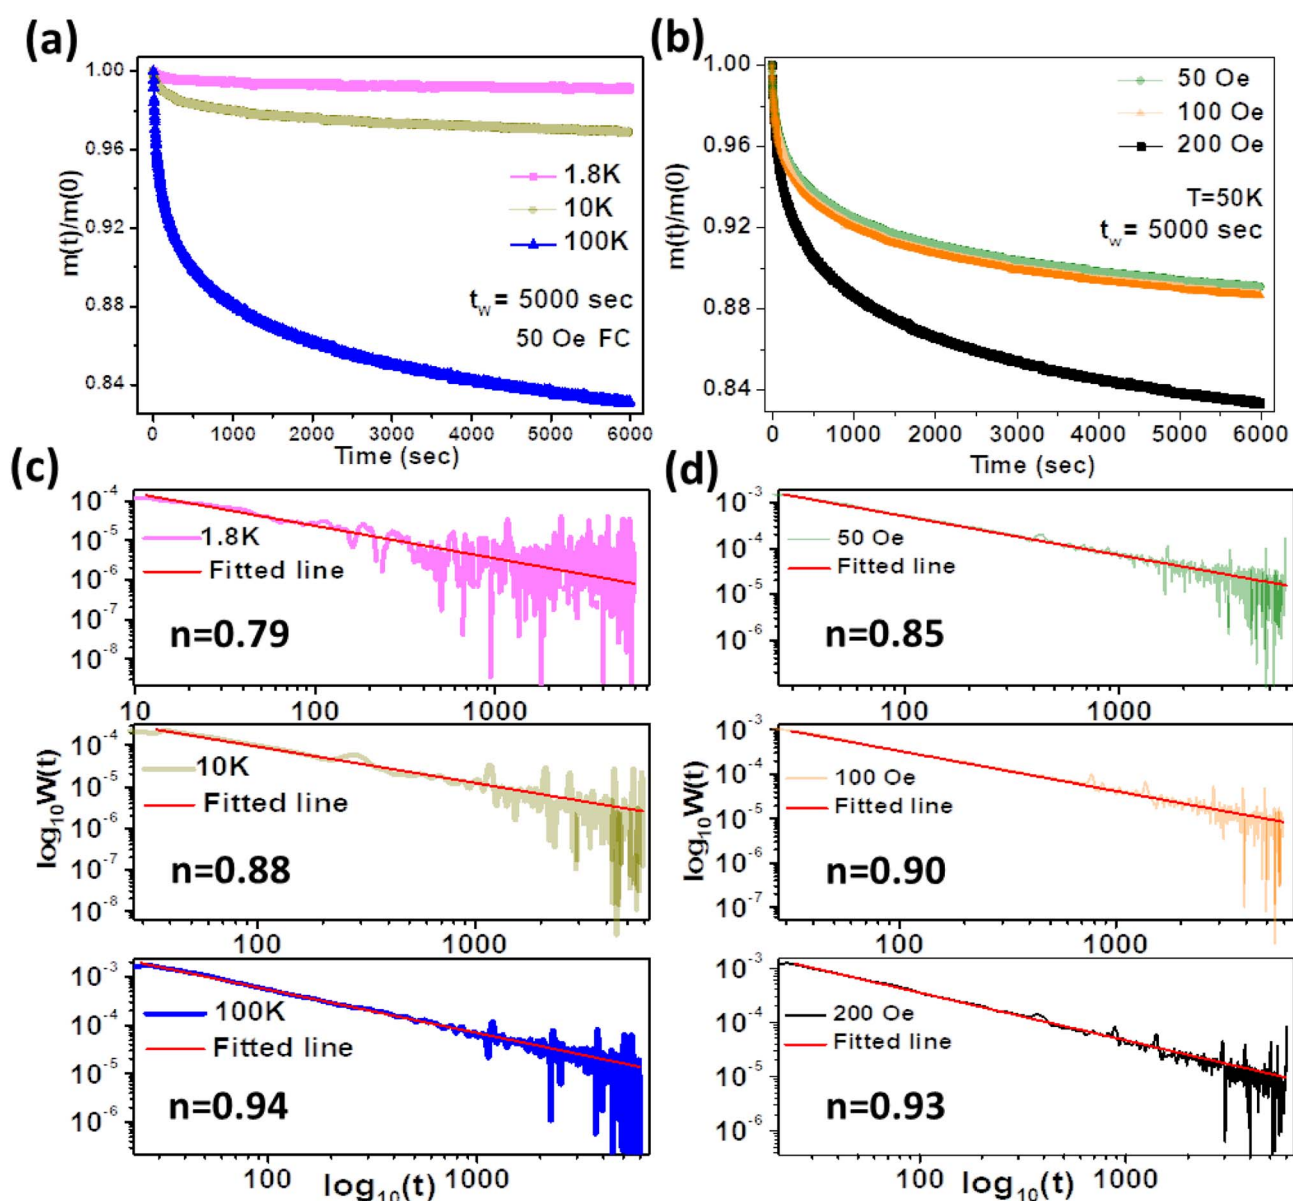 (a)
1.00
0.96
0.92
0.88
0.84
m(t)/m(0)
1.8K
10K
100K
t_w = 5000 sec
50 Oe FC
0 1000 2000 3000 4000 5000 6000
Time (sec)
(b)
1.00
0.96
0.92
0.88
0.84
m(t)/m(0)
50 Oe
100 Oe
200 Oe
T=50K
t_w = 5000 sec
0 1000 2000 3000 4000 5000 6000
Time (sec)
(c)
10^-4
10^-5
10^-6
10^-7
10^-8
1.8K
Fitted line
n=0.79
10 100 1000
log_10 W(t)
10^-4
10^-5
10^-6
10^-7
10^-8
10K
Fitted line
n=0.88
100 1000
10^-3
10^-4
10^-5
10^-6
100K
Fitted line
n=0.94
100 1000
log_10(t)
(d)
10^-3
10^-4
10^-5
10^-6
50 Oe
Fitted line
n=0.85
100 1000
log_10 W(t)
10^-3
10^-4
10^-5
10^-6
10^-7
100 Oe
Fitted line
n=0.90
100 1000
10^-3
10^-4
10^-5
10^-6
200 Oe
Fitted line
n=0.93
100 1000
log_10(t)